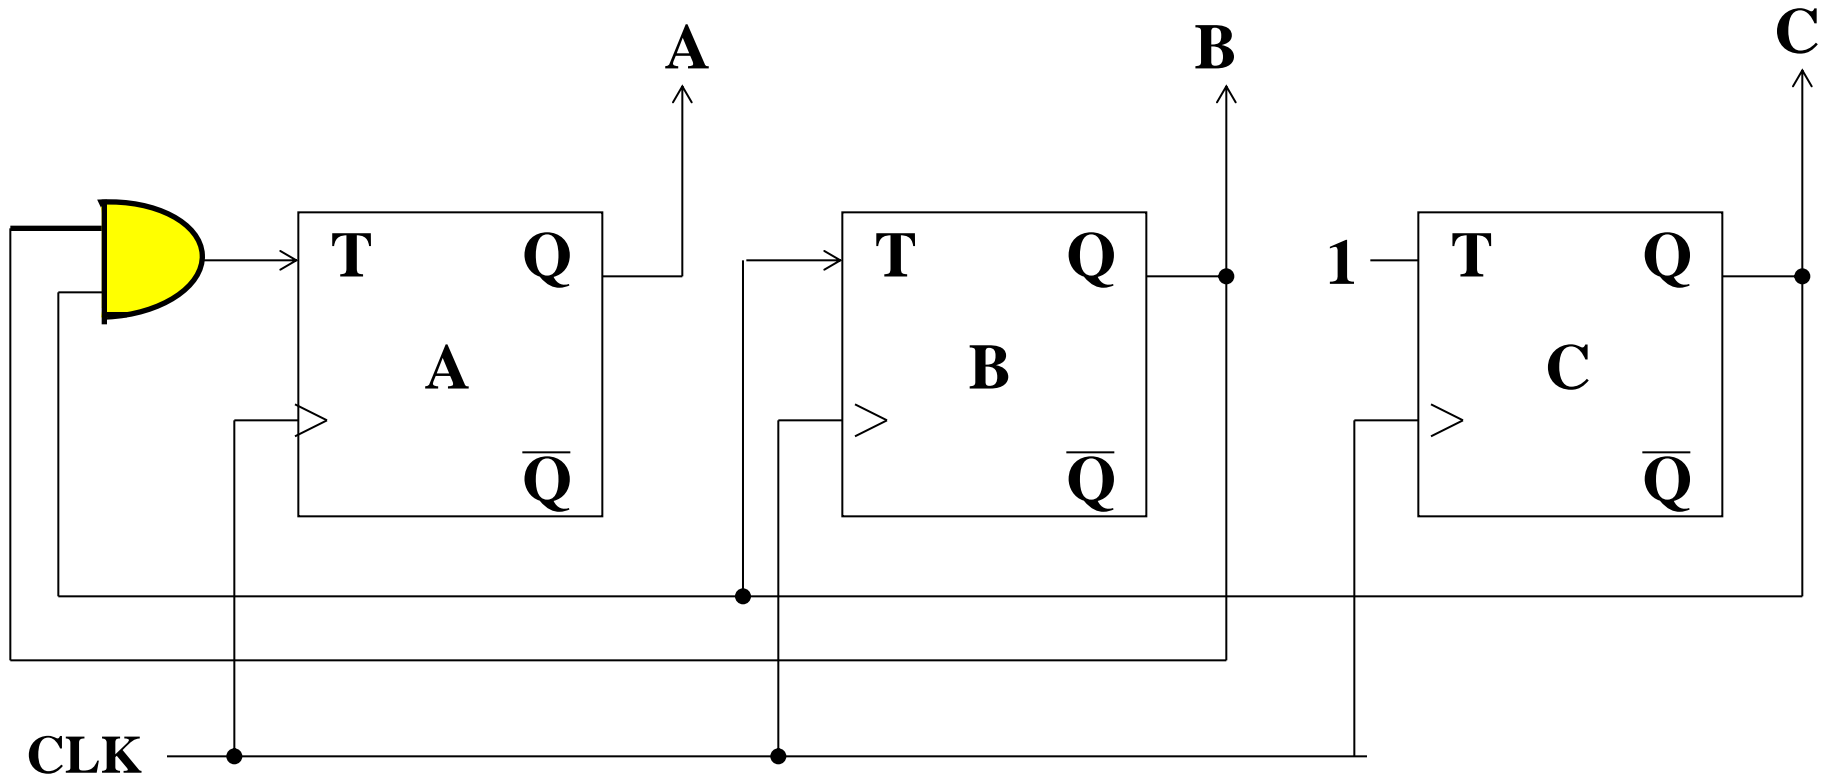 A B C
T Q T Q 1 T Q
A B C
Q̅ Q̅ Q̅
CLK